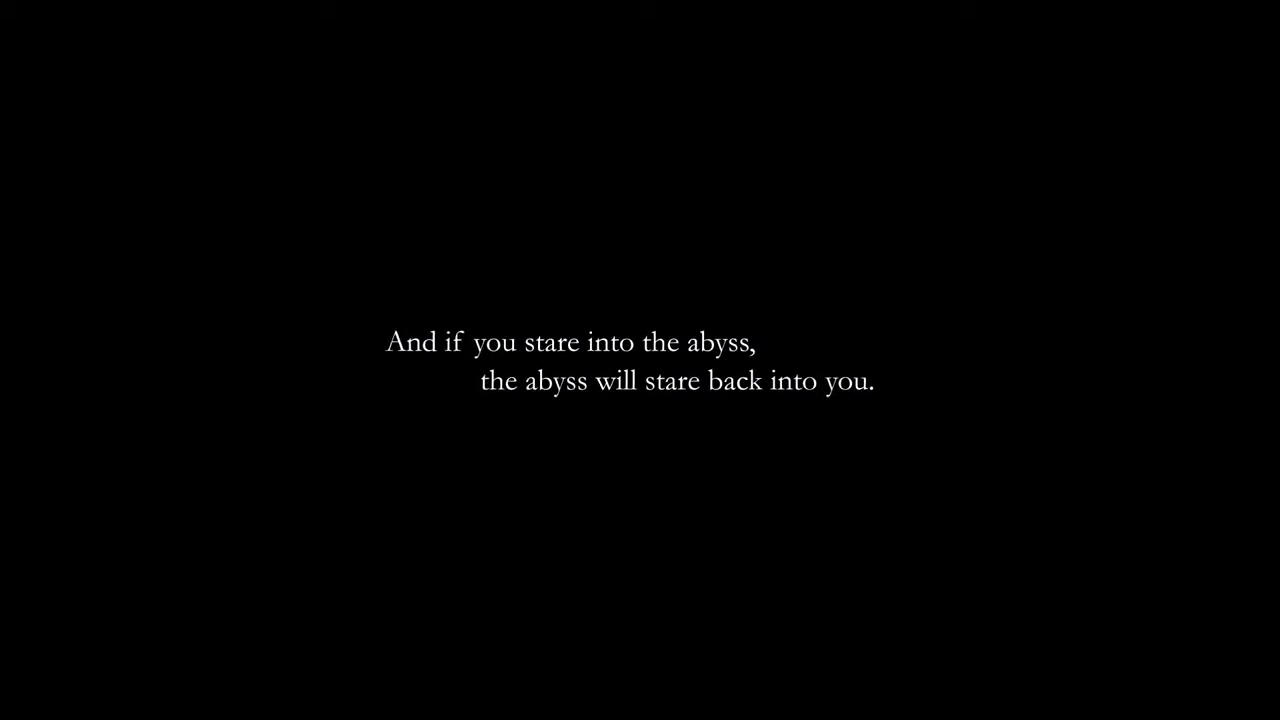 And if you stare into the abyss,
the abyss will stare back into you.